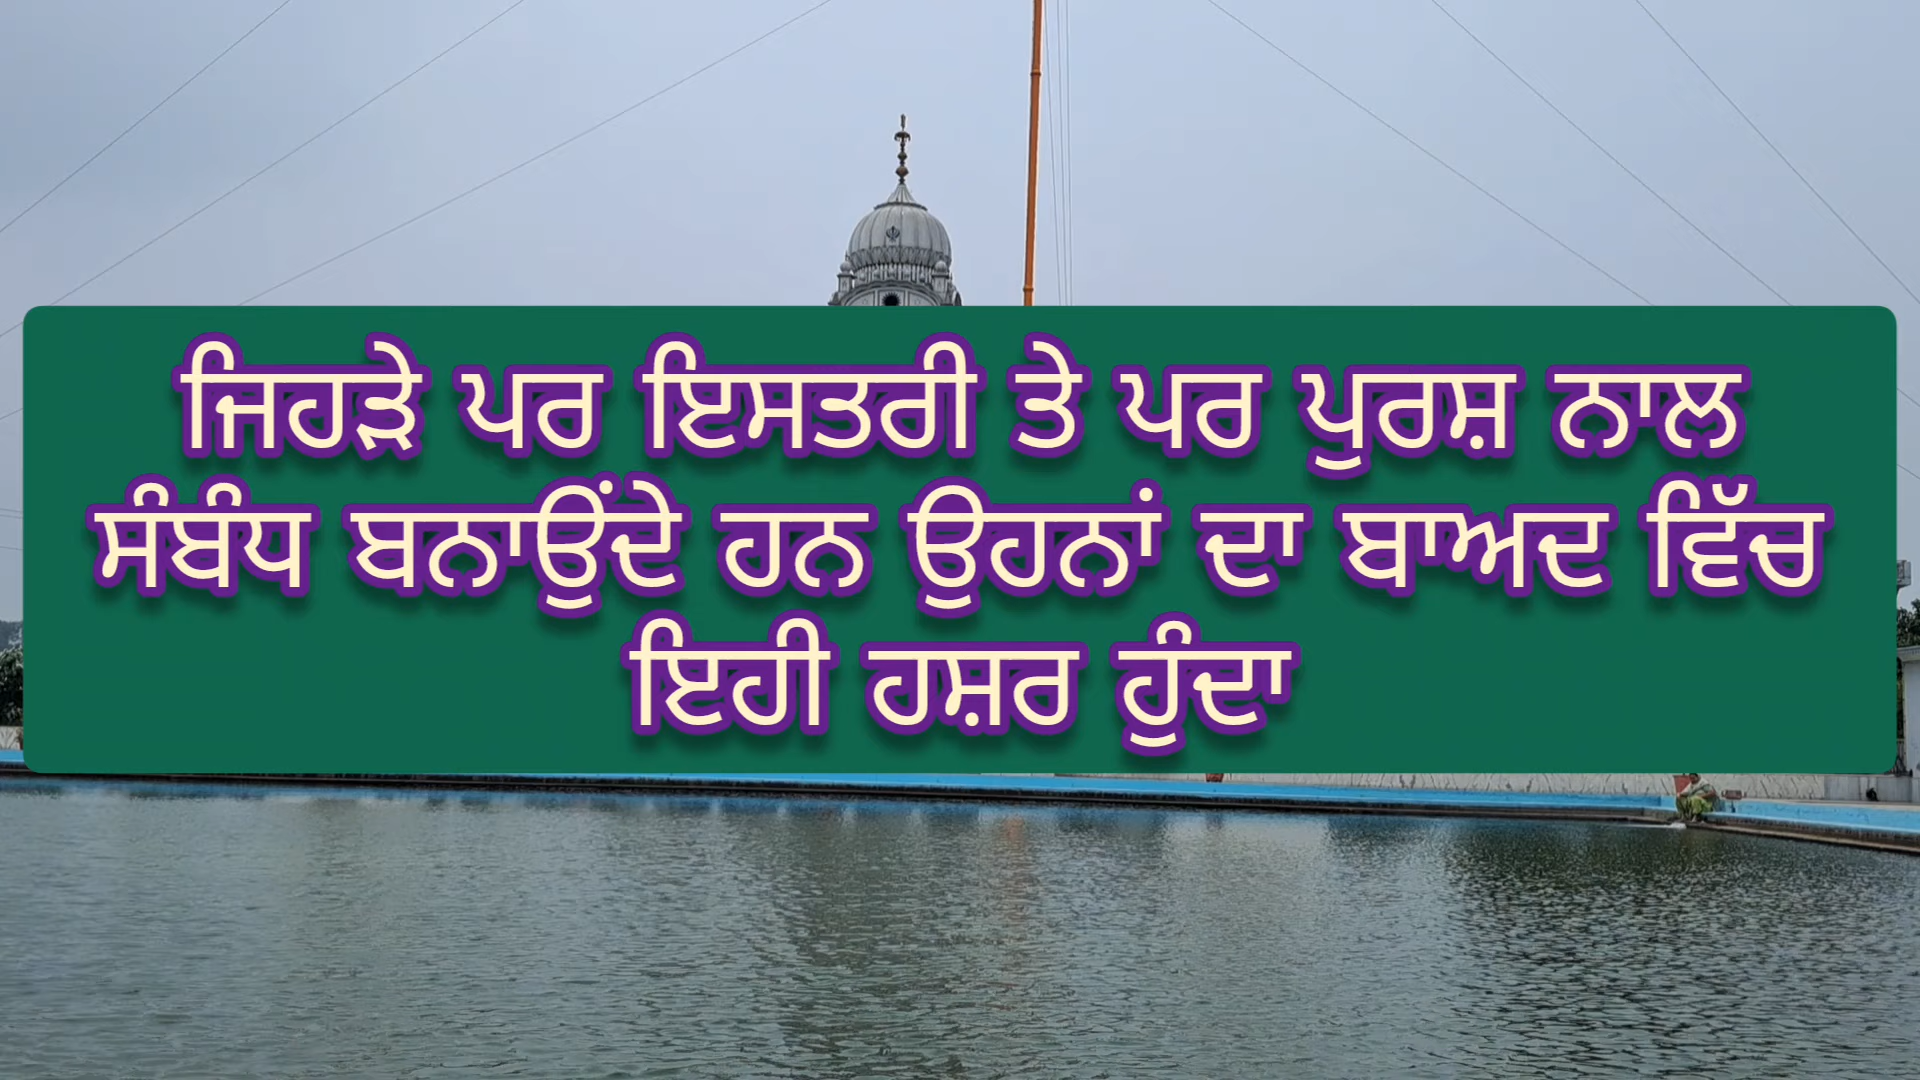 ਜਿਹੜੇ ਪਰ ਇਸਤਰੀ ਤੇ ਪਰ ਪੁਰਸ਼ ਨਾਲ
ਸੰਬੰਧ ਬਨਾਉਂਦੇ ਹਨ ਉਹਨਾਂ ਦਾ ਬਾਅਦ ਵਿੱਚ
ਇਹੀ ਹਸ਼ਰ ਹੁੰਦਾ